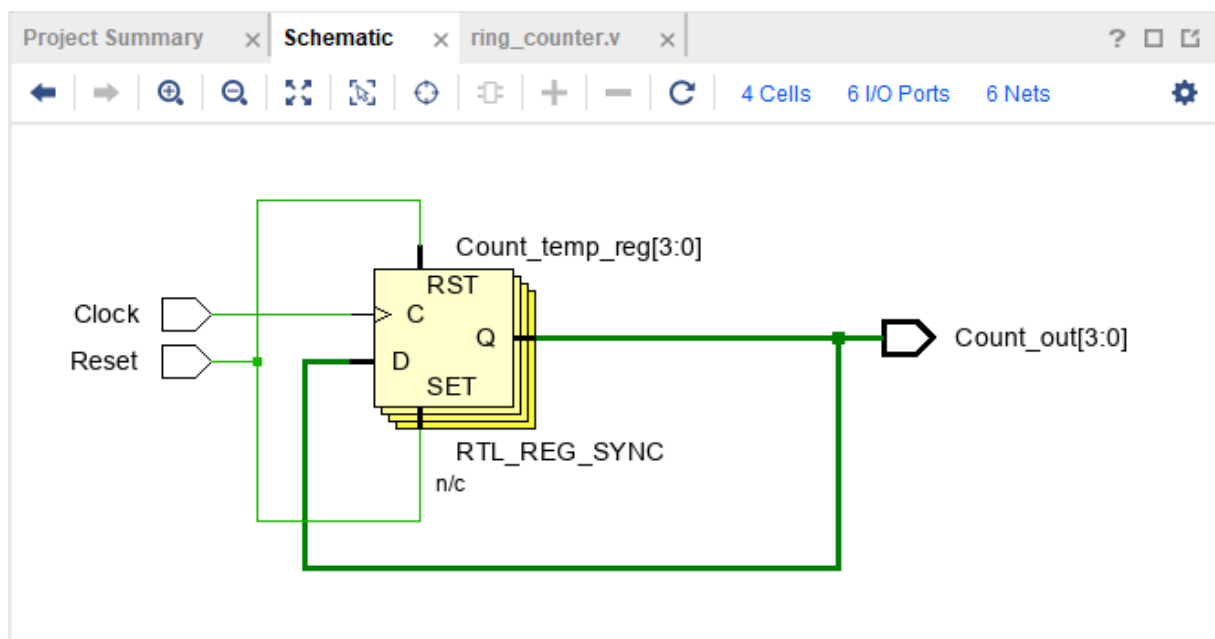 Project Summary × Schematic × ring_counter.v × ?
4 Cells 6 I/O Ports 6 Nets
Count_temp_reg[3:0]
RST
Clock C
Q Count_out[3:0]
Reset D
SET
RTL_REG_SYNC
n/c